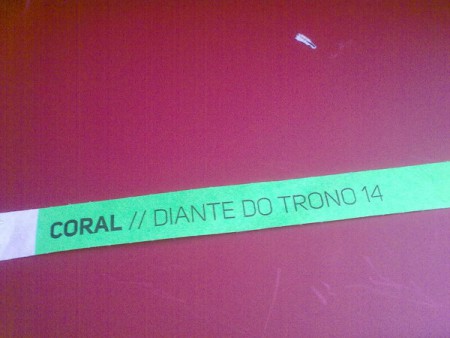 CORAL // DIANTE DO TRONO 14